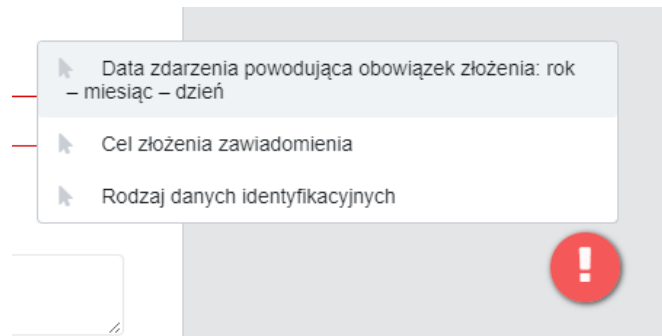 Data zdarzenia powodująca obowiązek złożenia: rok
– miesiąc – dzień
Cel złożenia zawiadomienia
Rodzaj danych identyfikacyjnych
!